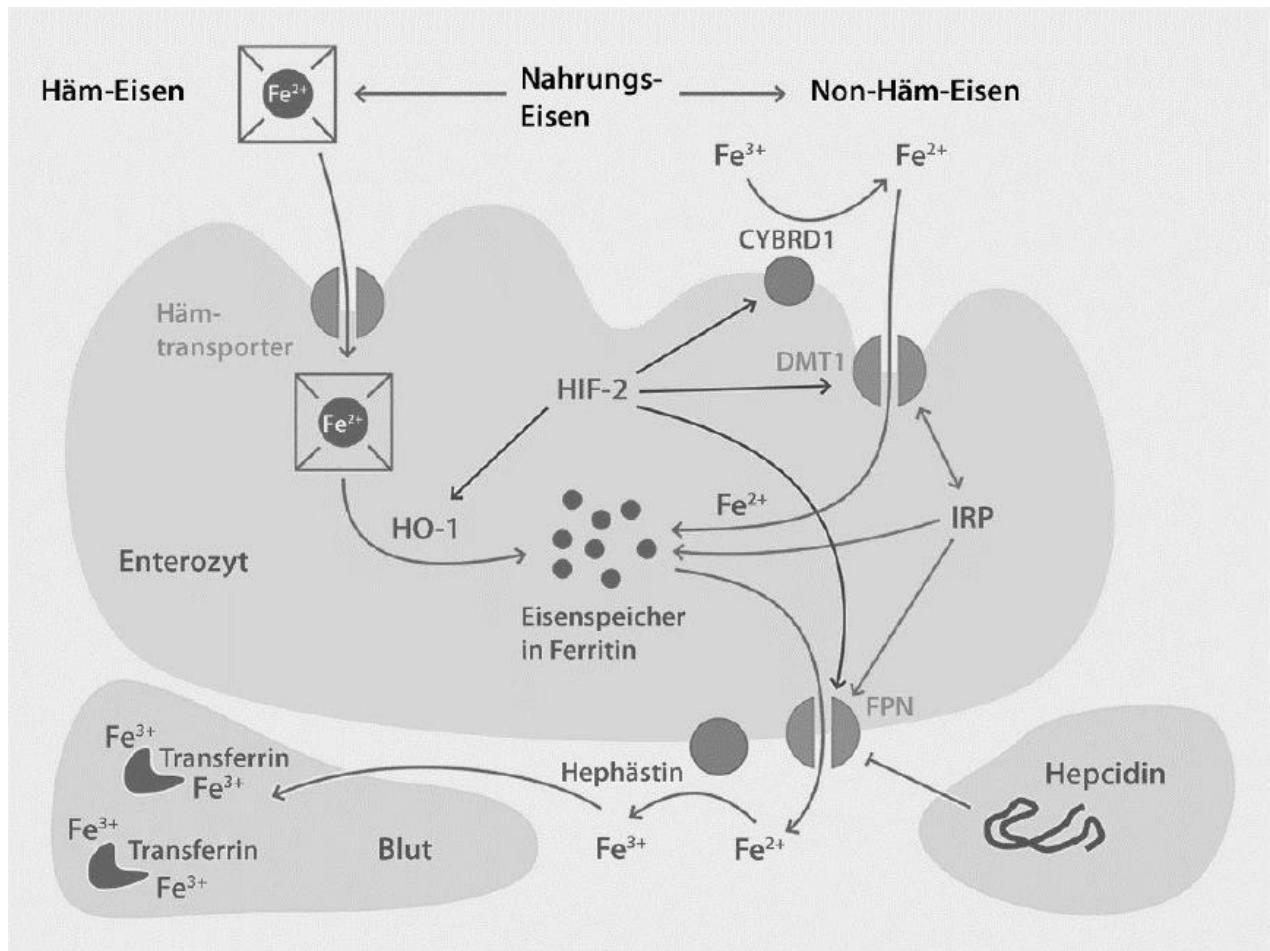 Häm-Eisen
Fe²⁺
Nahrungs-
Eisen
Non-Häm-Eisen
Fe³⁺
Fe²⁺
CYBRD1
Häm-
transporter
DMT1
HIF-2
Fe²⁺
Fe²⁺
HO-1
IRP
Enterozyt
Eisenspeicher
in Ferritin
FPN
Fe³⁺
Transferrin
Fe³⁺
Hephästin
Hepcidin
Fe³⁺
Transferrin
Fe³⁺
Blut
Fe³⁺
Fe²⁺